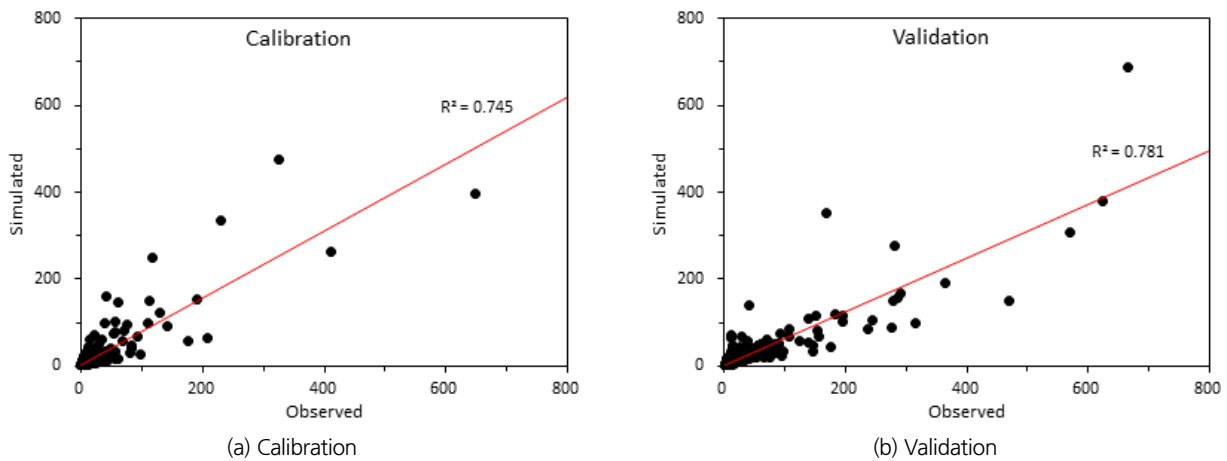 Calibration
R² = 0.745
Simulated
800
600
400
200
0
0 200 400 600 800
Observed
(a) Calibration
Validation
R² = 0.781
Simulated
800
600
400
200
0
0 200 400 600 800
Observed
(b) Validation